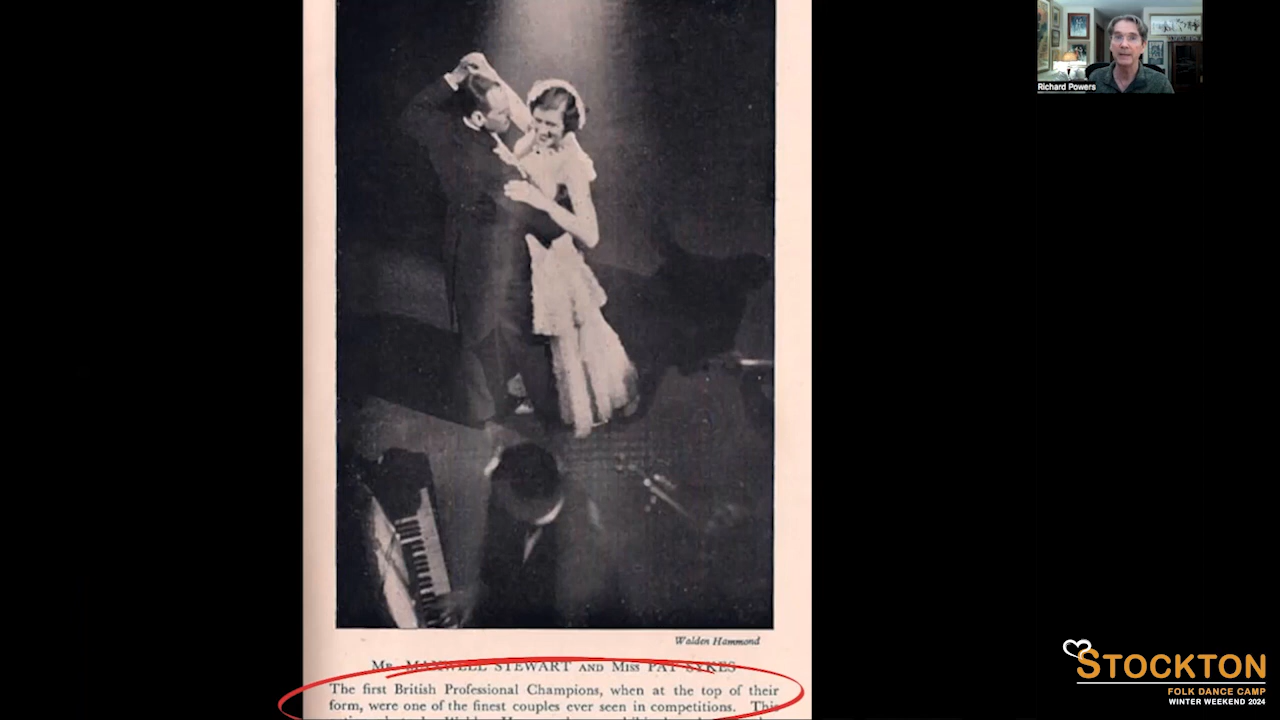 Richard Powers
Walden Hammond
MR. MAXWELL STEWART AND MISS PAT SYKES
The first British Professional Champions, when at the top of their
form, were one of the finest couples ever seen in competitions. This
STOCKTON
FOLK DANCE CAMP
WINTER WEEKEND 2024